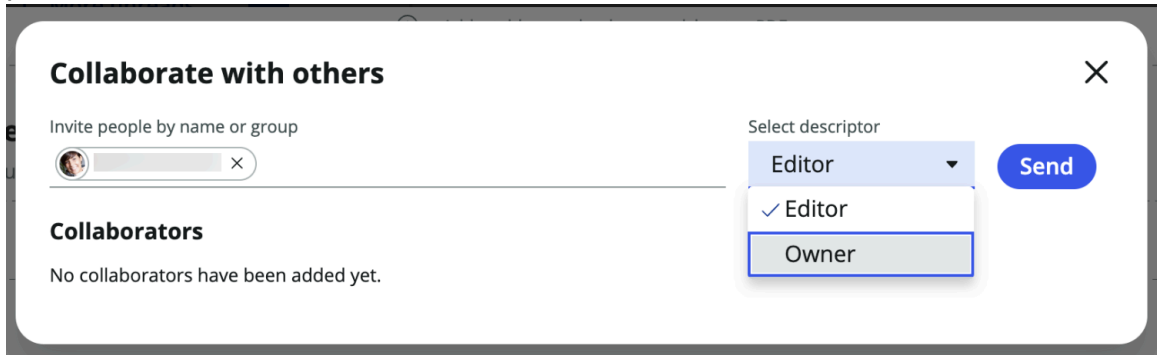 Collaborate with others
Invite people by name or group
Select descriptor
Editor
Send
Editor
Owner
Collaborators
No collaborators have been added yet.